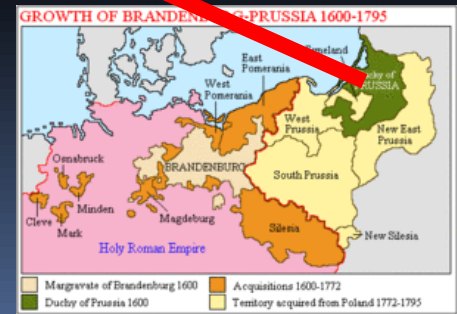 GROWTH OF BRANDENBURG-PRUSSIA 1600-1795
East
Pomerania
West
Pomerania
Duchy of
PRUSSIA
West
Prussia
New East
Prussia
BRANDENBURG
South Prussia
Osnabruck
Minden
Cleve
Mark
Magdeburg
Silesia
New Silesia
Holy Roman Empire
Margravate of Brandenburg 1600
Acquisitions 1600-1772
Duchy of Prussia 1600
Territory acquired from Poland 1772-1795